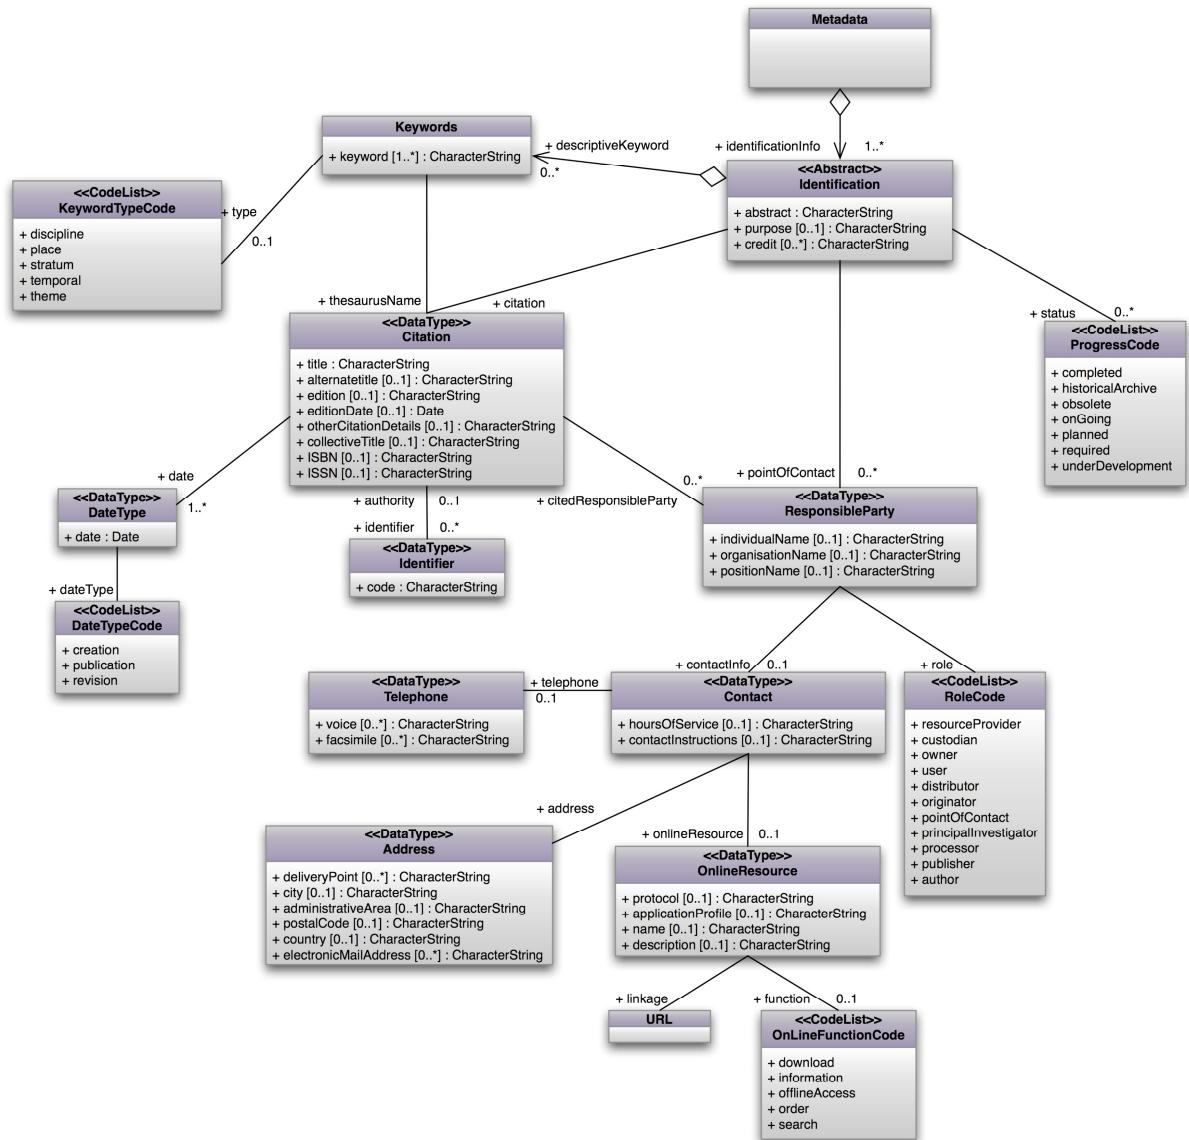 Metadata
Keywords
+ keyword [1..*] : CharacterString
+ descriptiveKeyword
0..*
+ identificationInfo
1..*
<<Abstract>>
Identification
+ abstract : CharacterString
+ purpose [0..1] : CharacterString
+ credit [0..*] : CharacterString
<<CodeList>>
KeywordTypeCode
+ discipline
+ place
+ stratum
+ temporal
+ theme
+ type
0..1
+ thesaurusName
+ citation
+ status
0..*
<<DataType>>
Citation
+ title : CharacterString
+ alternatetitle [0..1] : CharacterString
+ edition [0..1] : CharacterString
+ editionDate [0..1] : Date
+ otherCitationDetails [0..1] : CharacterString
+ collectiveTitle [0..1] : CharacterString
+ ISBN [0..1] : CharacterString
+ ISSN [0..1] : CharacterString
<<CodeList>>
ProgressCode
+ completed
+ historicalArchive
+ obsolete
+ onGoing
+ planned
+ required
+ underDevelopment
+ date
1..*
+ authority
0..1
+ identifier
0..*
+ citedResponsibleParty
0..*
+ pointOfContact
0..*
<<DataType>>
DateType
+ date : Date
<<DataType>>
Identifier
+ code : CharacterString
<<DataType>>
ResponsibleParty
+ individualName [0..1] : CharacterString
+ organisationName [0..1] : CharacterString
+ positionName [0..1] : CharacterString
+ dateType
<<CodeList>>
DateTypeCode
+ creation
+ publication
+ revision
+ contactInfo
0..1
+ role
<<DataType>>
Telephone
+ voice [0..*] : CharacterString
+ facsimile [0..*] : CharacterString
+ telephone
0..1
<<DataType>>
Contact
+ hoursOfService [0..1] : CharacterString
+ contactInstructions [0..1] : CharacterString
<<CodeList>>
RoleCode
+ resourceProvider
+ custodian
+ owner
+ user
+ distributor
+ originator
+ pointOfContact
+ principalInvestigator
+ processor
+ publisher
+ author
+ address
+ onlineResource
0..1
<<DataType>>
Address
+ deliveryPoint [0..*] : CharacterString
+ city [0..1] : CharacterString
+ administrativeArea [0..1] : CharacterString
+ postalCode [0..1] : CharacterString
+ country [0..1] : CharacterString
+ electronicMailAddress [0..*] : CharacterString
<<DataType>>
OnlineResource
+ protocol [0..1] : CharacterString
+ applicationProfile [0..1] : CharacterString
+ name [0..1] : CharacterString
+ description [0..1] : CharacterString
+ linkage
+ function
0..1
URL
<<CodeList>>
OnLineFunctionCode
+ download
+ information
+ offlineAccess
+ order
+ search